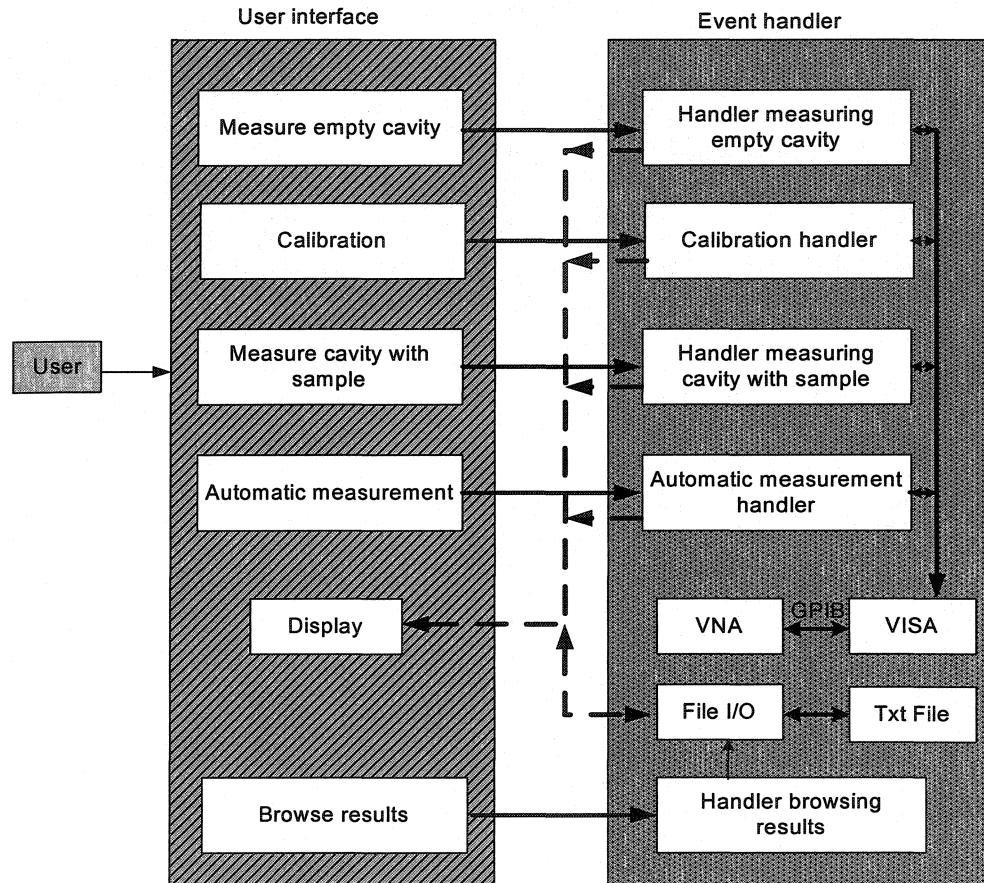 User interface
Event handler
Measure empty cavity
Handler measuring
empty cavity
Calibration
Calibration handler
User
Measure cavity with
sample
Handler measuring
cavity with sample
Automatic measurement
Automatic measurement
handler
Display
VNA
GPIB
VISA
File I/O
Txt File
Browse results
Handler browsing
results